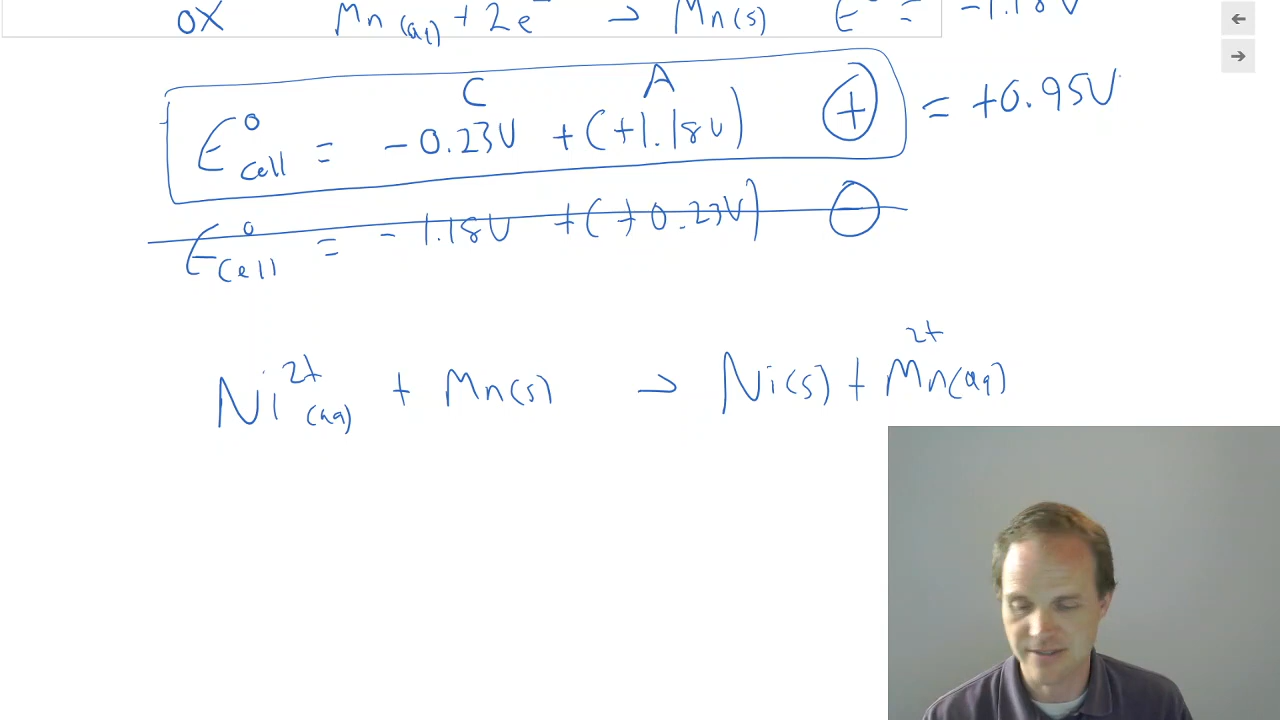 OX Mn(aq) + 2e⁻ → Mn(s) E° = -1.18 V
C A
E°cell = -0.23V + (+1.18V) + = +0.95V
E°cell = -1.18V + (+0.23V) -
Ni²⁺(aq) + Mn(s) → Ni(s) + Mn²⁺(aq)